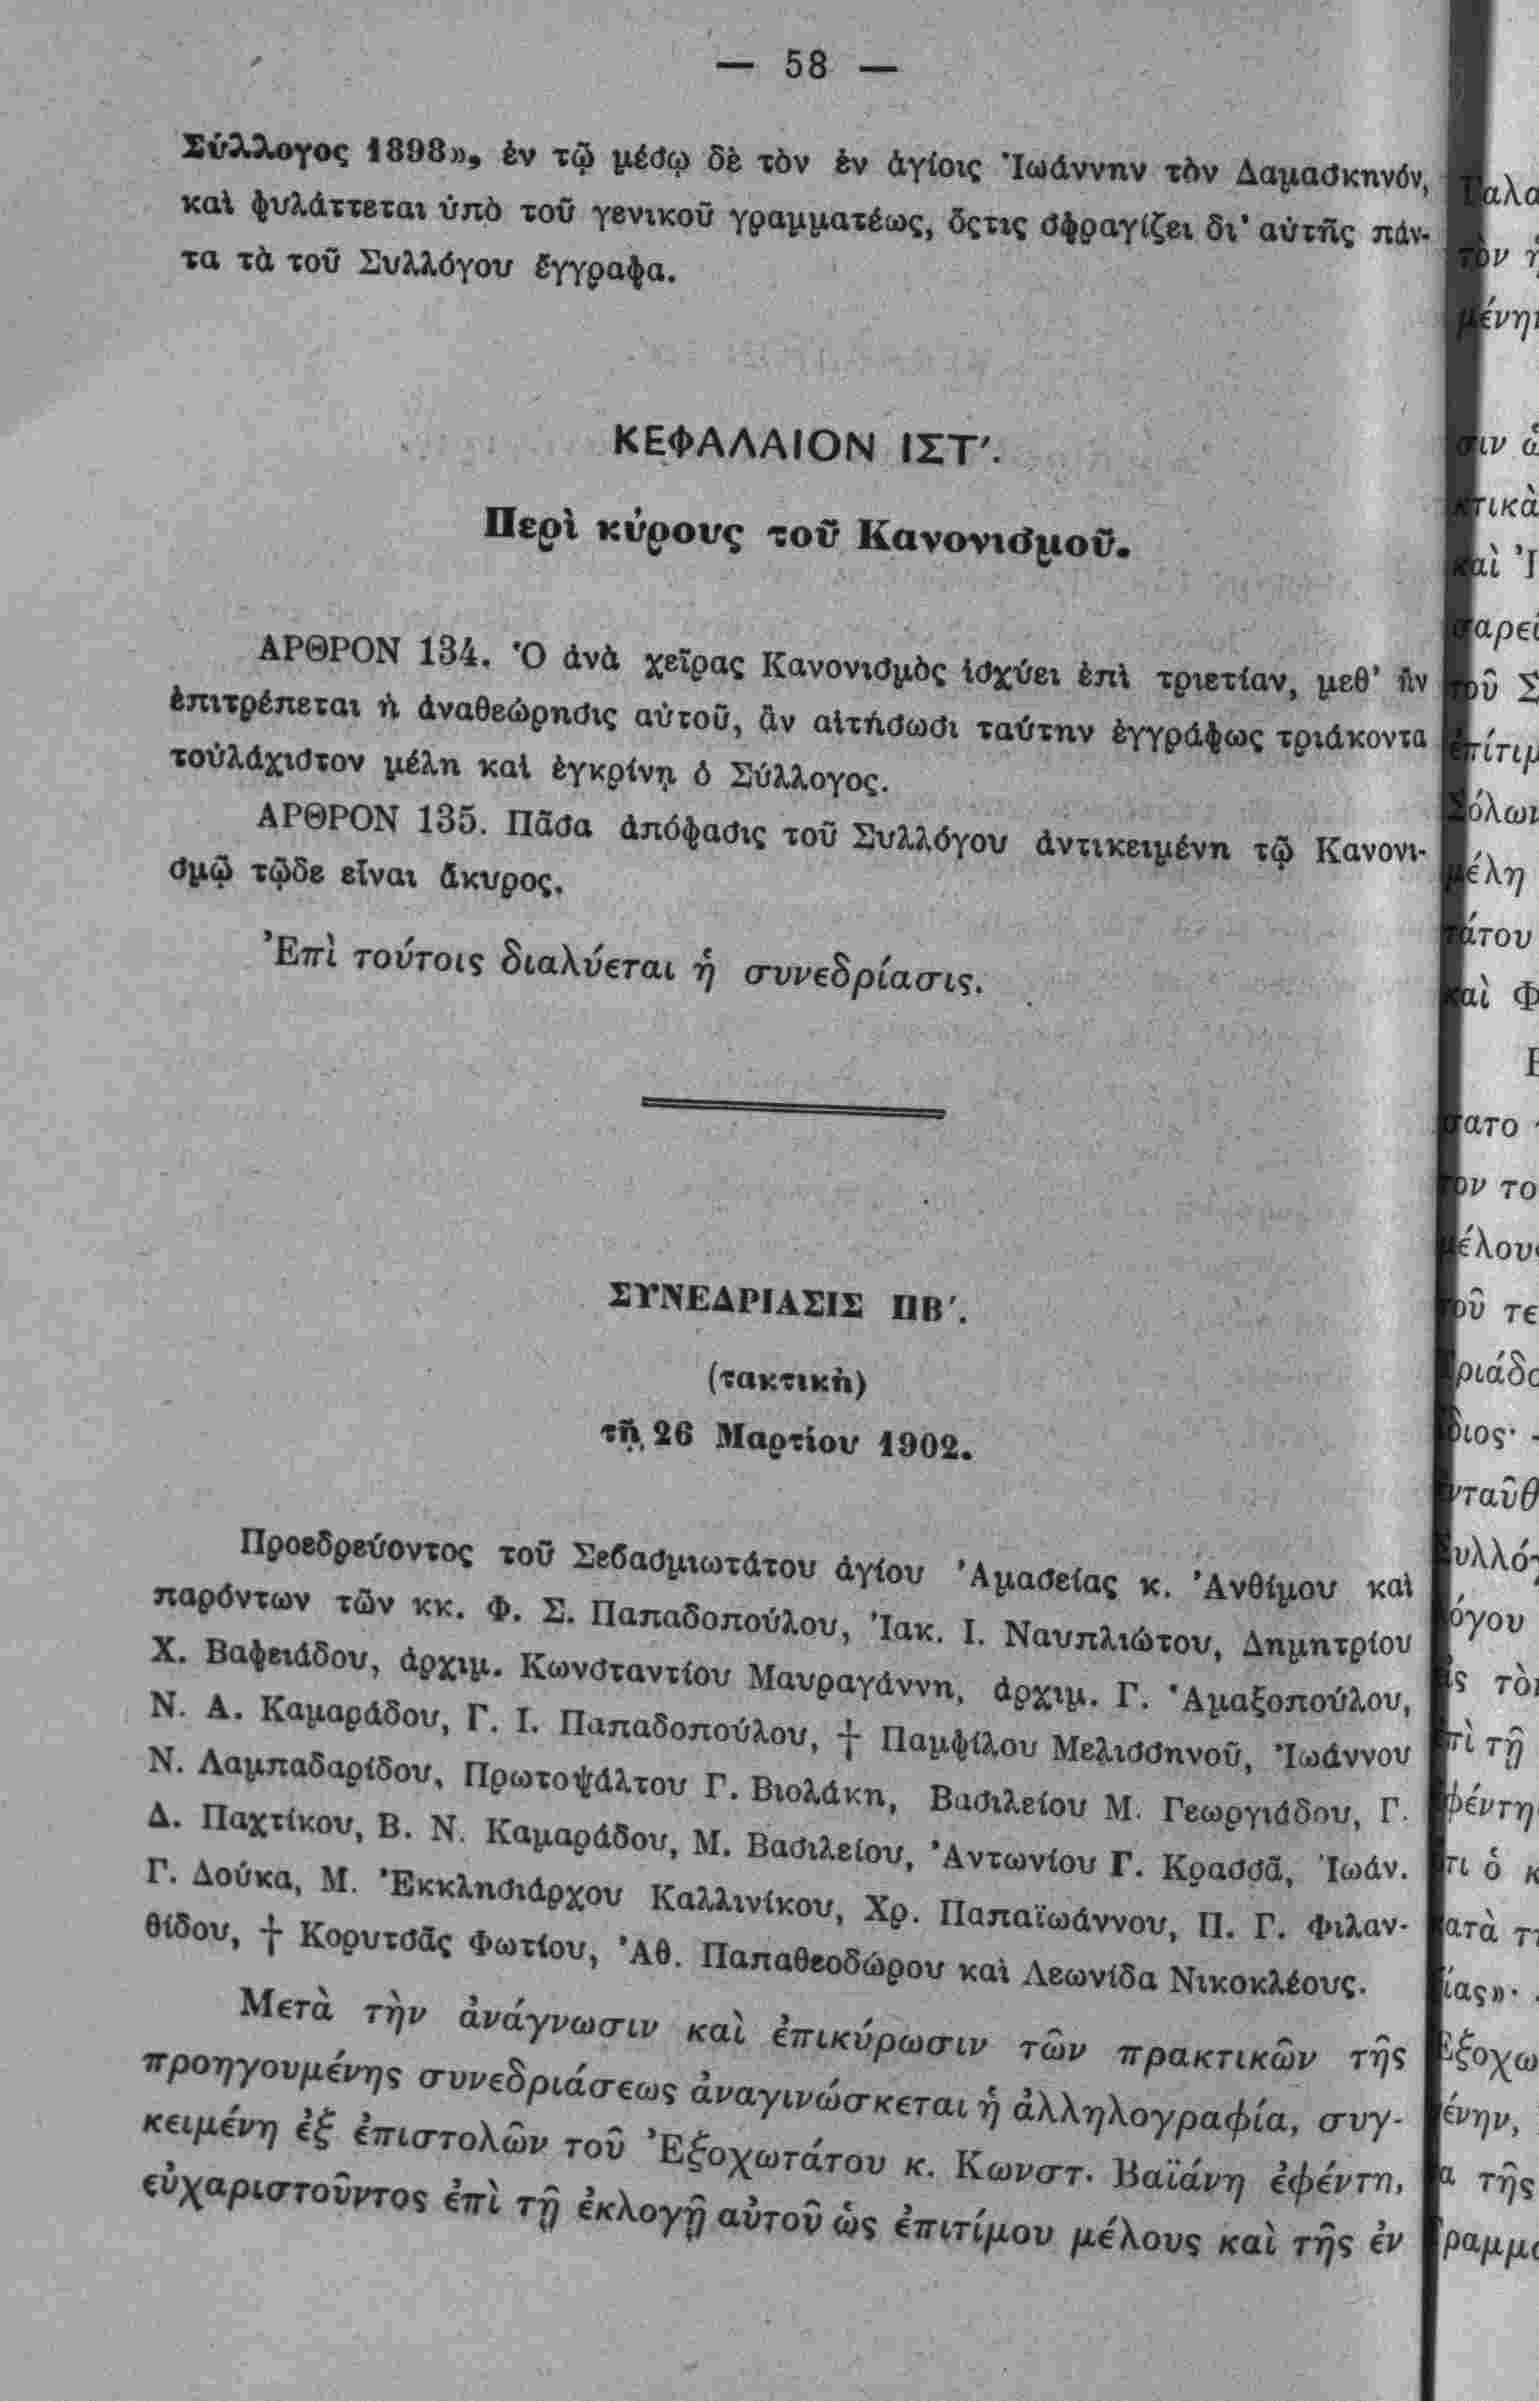 — 58 —
Σύλλογος 1898», ἐν τῷ μέσῳ δὲ τὸν ἐν ἁγίοις Ἰωάννην τὸν Δαμασκηνόν,
καὶ φυλάττεται ὑπὸ τοῦ γενικοῦ γραμματέως, ὅςτις σφραγίζει δι' αὐτῆς πάν-
τα τὰ τοῦ Συλλόγου ἔγγραφα.
ΚΕΦΑΛΑΙΟΝ ΙΣΤ'.
Περὶ κύρους τοῦ Κανονισμοῦ.
ΑΡΘΡΟΝ 134. Ὁ ἀνὰ χεῖρας Κανονισμὸς ἰσχύει ἐπὶ τριετίαν, μεθ' ἣν
ἐπιτρέπεται ἡ ἀναθεώρησις αὐτοῦ, ἂν αἰτήσωσι ταύτην ἐγγράφως τριάκοντα
τοὐλάχιστον μέλη καὶ ἐγκρίνῃ ὁ Σύλλογος.
ΑΡΘΡΟΝ 135. Πᾶσα ἀπόφασις τοῦ Συλλόγου ἀντικειμένη τῷ Κανονι-
σμῷ τῷδε εἶναι ἄκυρος.
Ἐπὶ τούτοις διαλύεται ἡ συνεδρίασις.
ΣΥΝΕΔΡΙΑΣΙΣ ΠΒ'.
(τακτικὴ)
τῇ 26 Μαρτίου 1902.
Προεδρεύοντος τοῦ Σεβασμιωτάτου ἁγίου Ἀμασείας κ. Ἀνθίμου καὶ
παρόντων τῶν κκ. Φ. Σ. Παπαδοπούλου, Ἰακ. Ι. Ναυπλιώτου, Δημητρίου
Χ. Βαφειάδου, ἀρχιμ. Κωνσταντίου Μαυραγάννη, ἀρχιμ. Γ. Ἁμαξοπούλου,
Ν. Α. Καμαράδου, Γ. Ι. Παπαδοπούλου, † Παμφίλου Μελισσηνοῦ, Ἰωάννου
Ν. Λαμπαδαρίδου, Πρωτοψάλτου Γ. Βιολάκη, Βασιλείου Μ. Γεωργιάδου, Γ.
Δ. Παχτίκου, Β. Ν. Καμαράδου, Μ. Βασιλείου, Ἀντωνίου Γ. Κρασσᾶ, Ἰωάν.
Γ. Δούκα, Μ. Ἐκκλησιάρχου Καλλινίκου, Χρ. Παπαϊωάννου, Π. Γ. Φιλαν-
θίδου, † Κορυτσᾶς Φωτίου, Ἀθ. Παπαθεοδώρου καὶ Λεωνίδα Νικοκλέους.
Μετὰ τὴν ἀνάγνωσιν καὶ ἐπικύρωσιν τῶν πρακτικῶν τῆς
προηγουμένης συνεδριάσεως ἀναγινώσκεται ἡ ἀλληλογραφία, συγ-
κειμένη ἐξ ἐπιστολῶν τοῦ Ἐξοχωτάτου κ. Κωνστ. Βαϊάνη ἐφέντη,
εὐχαριστοῦντος ἐπὶ τῇ ἐκλογῇ αὐτοῦ ὡς ἐπιτίμου μέλους καὶ τῆς ἐν